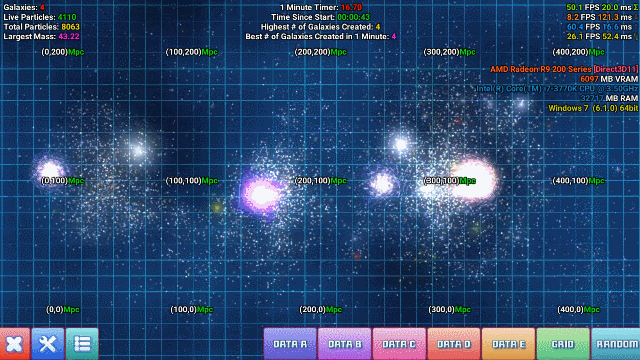 Galaxies: 4
Live Particles: 4110
Total Particles: 8063
Largest Mass: 43.22
1 Minute Timer: 16.78
Time Since Start: 00:00:43
Highest # of Galaxies Created: 4
Best # of Galaxies Created in 1 Minute: 4
50.1 FPS 20.0 ms Σ
8.2 FPS 121.3 ms ↑
60.4 FPS 16.6 ms ↓
26.1 FPS 52.4 ms ↓
(0,200)Mpc
(100,200)Mpc
(200,200)Mpc
(300,200)Mpc
(400,200)Mpc
AMD Radeon R9 200 Series [Direct3D11]
6097 MB VRAM
Intel(R) Core(TM) i7-3770K CPU @ 3.50GHz
32717 MB RAM
Windows 7 (6.1.0) 64bit
(0,100)Mpc
(100,100)Mpc
(200,100)Mpc
(300,100)Mpc
(400,100)Mpc
(0,0)Mpc
(100,0)Mpc
(200,0)Mpc
(300,0)Mpc
(400,0)Mpc
DATA A
DATA B
DATA C
DATA D
DATA E
GRID
RANDOM